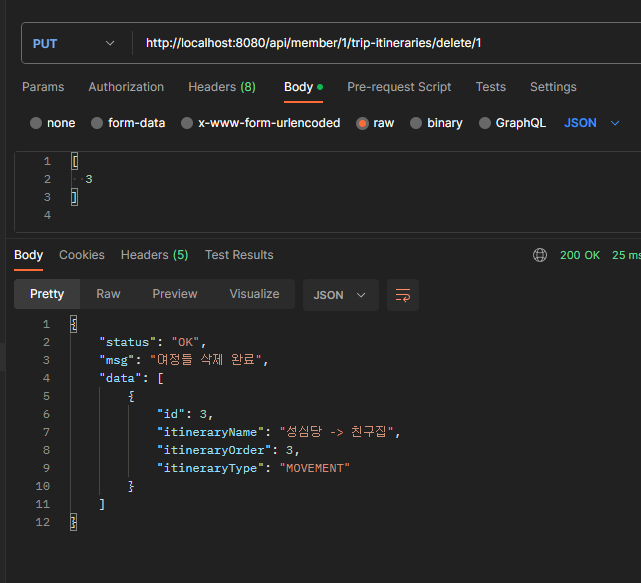 PUT http://localhost:8080/api/member/1/trip-itineraries/delete/1
Params Authorization Headers (8) Body Pre-request Script Tests Settings
none form-data x-www-form-urlencoded raw binary GraphQL JSON
1 [
2 3
3 ]
4
Body Cookies Headers (5) Test Results 200 OK 25 ms
Pretty Raw Preview Visualize JSON
1 {
2 "status": "OK",
3 "msg": "여정들 삭제 완료",
4 "data": [
5 {
6 "id": 3,
7 "itineraryName": "성심당 -> 친구집",
8 "itineraryOrder": 3,
9 "itineraryType": "MOVEMENT"
10 }
11 ]
12 }